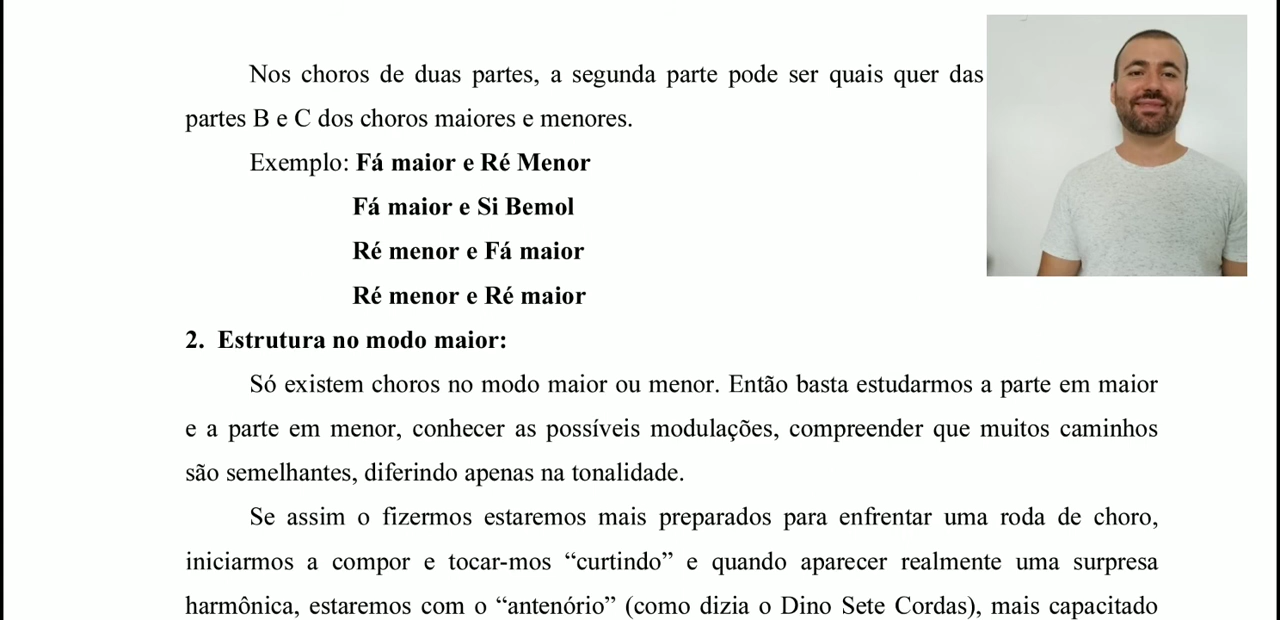 Nos choros de duas partes, a segunda parte pode ser quais quer das
partes B e C dos choros maiores e menores.
Exemplo: Fá maior e Ré Menor
Fá maior e Si Bemol
Ré menor e Fá maior
Ré menor e Ré maior
2. Estrutura no modo maior:
Só existem choros no modo maior ou menor. Então basta estudarmos a parte em maior
e a parte em menor, conhecer as possíveis modulações, compreender que muitos caminhos
são semelhantes, diferindo apenas na tonalidade.
Se assim o fizermos estaremos mais preparados para enfrentar uma roda de choro,
iniciarmos a compor e tocar-mos “curtindo” e quando aparecer realmente uma surpresa
harmônica, estaremos com o “antenório” (como dizia o Dino Sete Cordas), mais capacitado